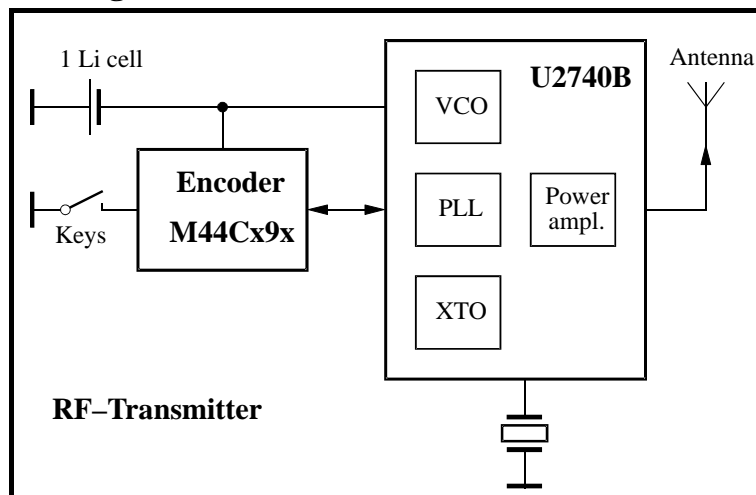 1 Li cell
U2740B
Antenna
VCO
Encoder
M44Cx9x
Keys
PLL
Power
ampl.
XTO
RF–Transmitter